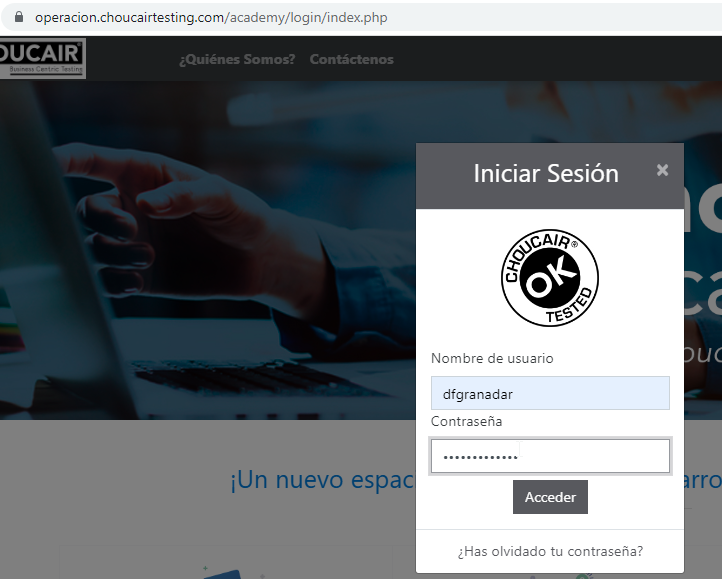 operacion.choucairtesting.com/academy/login/index.php
OUCAIR®
Business Centric Testing
¿Quiénes Somos? Contáctenos
Iniciar Sesión ×
CHOUCAIR®
OK
TESTED
Nombre de usuario
dfgranadar
Contraseña
•••••••••••••
Acceder
¡Un nuevo espac
arro
¿Has olvidado tu contraseña?